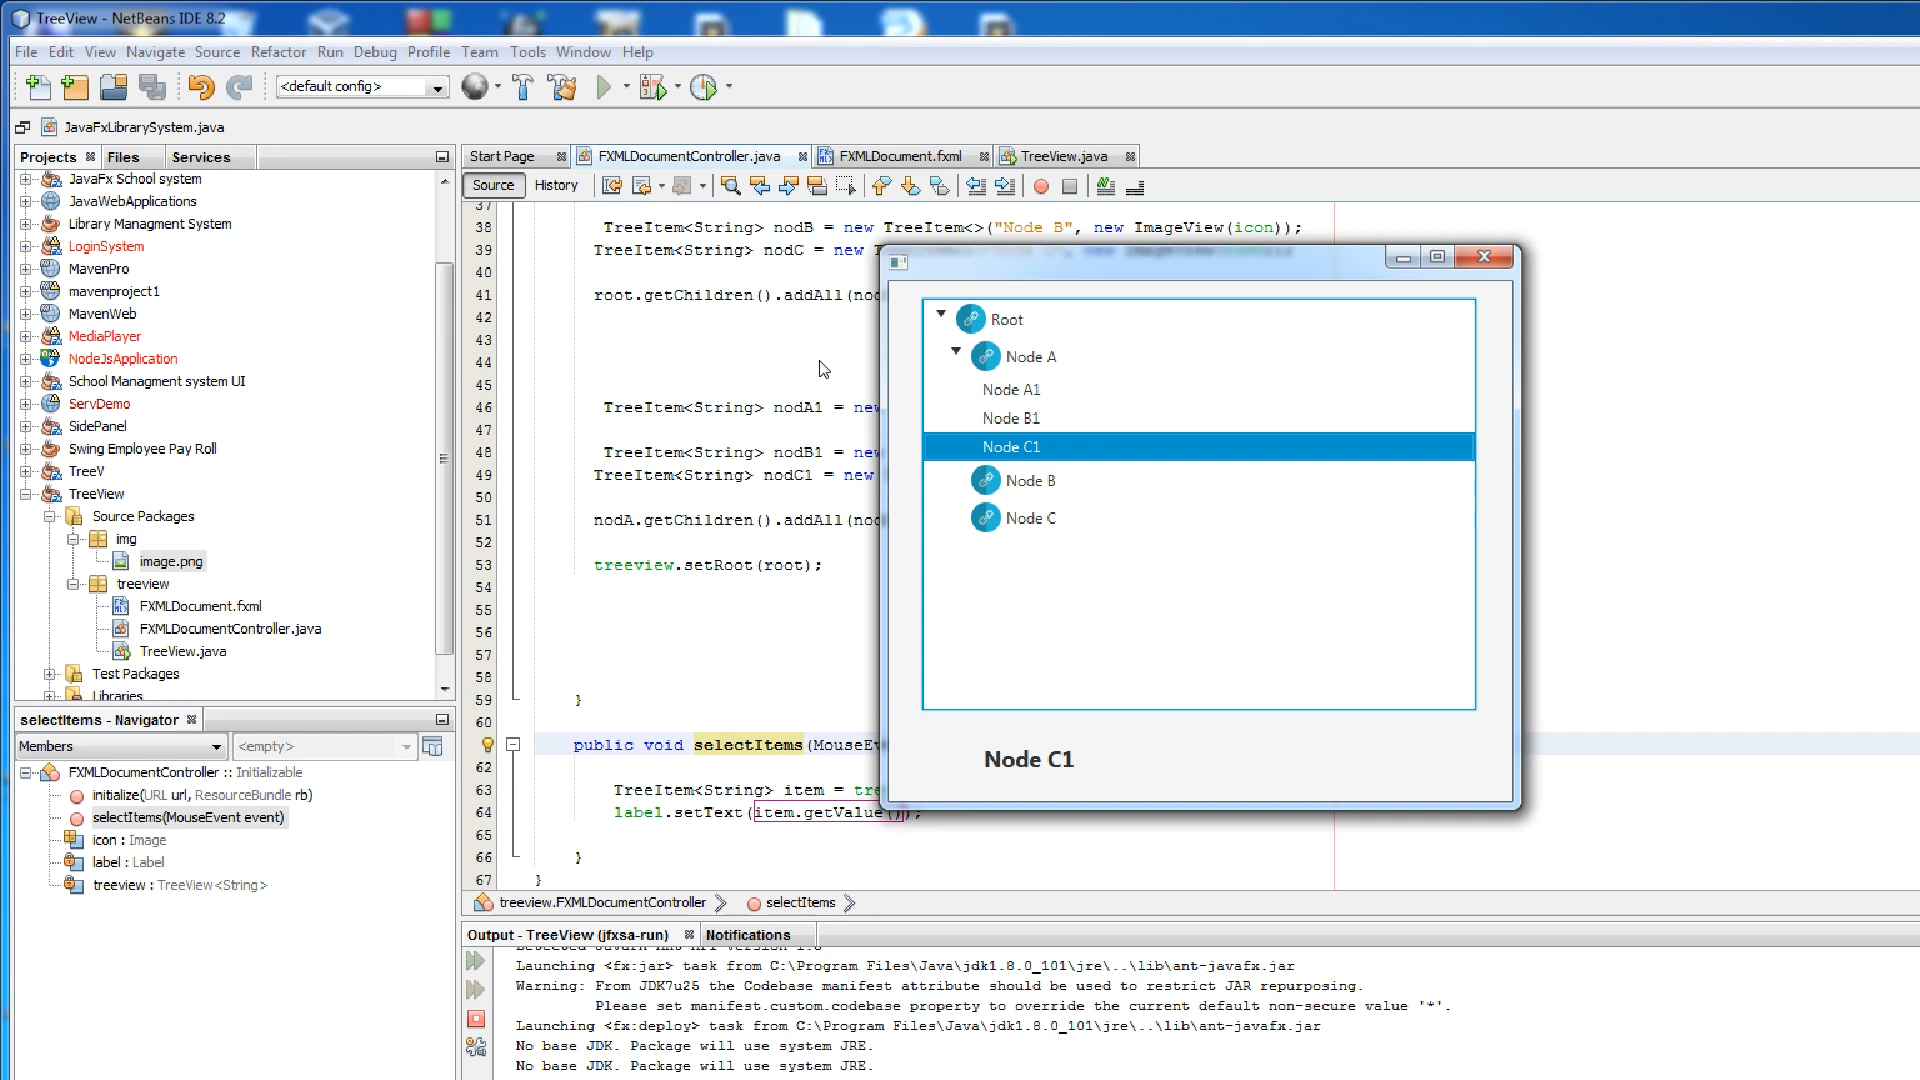 TreeView - NetBeans IDE 8.2
File Edit View Navigate Source Refactor Run Debug Profile Team Tools Window Help
<default config>
JavaFxLibrarySystem.java
Projects Files Services
JavaFx School system
JavaWebApplications
Library Managment System
LoginSystem
MavenPro
mavenproject1
MavenWeb
MediaPlayer
NodeJsApplication
School Managment system UI
ServDemo
SidePanel
Swing Employee Pay Roll
TreeV
TreeView
Source Packages
img
image.png
treeview
FXMLDocument.fxml
FXMLDocumentController.java
TreeView.java
Test Packages
Libraries
selectItems - Navigator
Members <empty>
FXMLDocumentController :: Initializable
initialize(URL url, ResourceBundle rb)
selectItems(MouseEvent event)
icon : Image
label : Label
treeview : TreeView<String>
Start Page FXMLDocumentController.java FXMLDocument.fxml TreeView.java
Source History
37
38 TreeItem<String> nodB = new TreeItem<>("Node B", new ImageView(icon));
39 TreeItem<String> nodC = new
40
41 root.getChildren().addAll(nod
42
43
44
45
46 TreeItem<String> nodA1 = new
47
48 TreeItem<String> nodB1 = new
49 TreeItem<String> nodC1 = new
50
51 nodA.getChildren().addAll(nod
52
53 treeview.setRoot(root);
54
55
56
57
58
59 }
60
public void selectItems(MouseEv
62
63 TreeItem<String> item = tre
64 label.setText(item.getValue());
65
66 }
67 }
Root
Node A
Node A1
Node B1
Node C1
Node B
Node C
Node C1
treeview.FXMLDocumentController selectItems
Output - TreeView (jfxsa-run) Notifications
Launching <fx:jar> task from C:\Program Files\Java\jdk1.8.0_101\jre\..\lib\ant-javafx.jar
Warning: From JDK7u25 the Codebase manifest attribute should be used to restrict JAR repurposing.
Please set manifest.custom.codebase property to override the current default non-secure value '*'.
Launching <fx:deploy> task from C:\Program Files\Java\jdk1.8.0_101\jre\..\lib\ant-javafx.jar
No base JDK. Package will use system JRE.
No base JDK. Package will use system JRE.